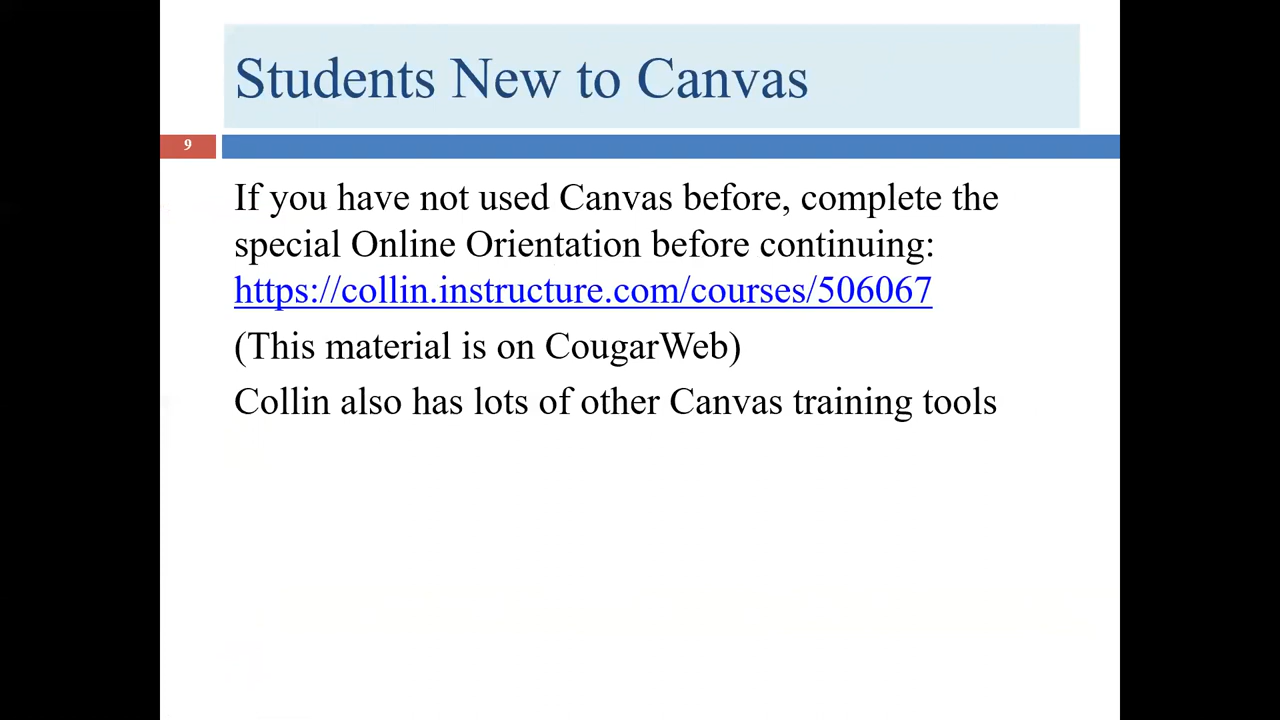 Students New to Canvas
9
If you have not used Canvas before, complete the
special Online Orientation before continuing:
https://collin.instructure.com/courses/506067
(This material is on CougarWeb)
Collin also has lots of other Canvas training tools